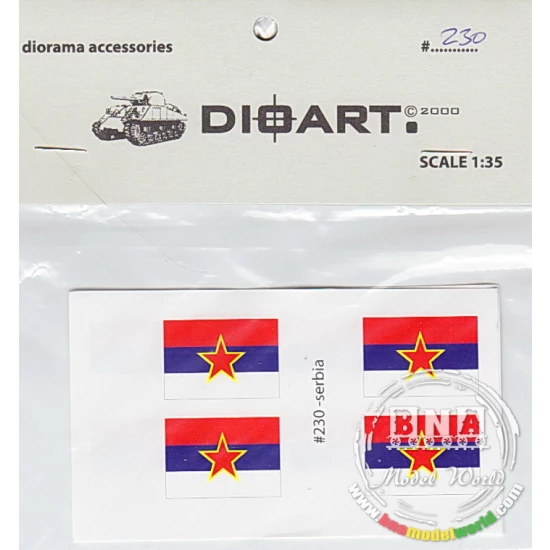 diorama accessories
#...230...
DIOART: © 2000
SCALE 1:35
#230 -serbia
BNA
Model World
www.bnamodelworld.com